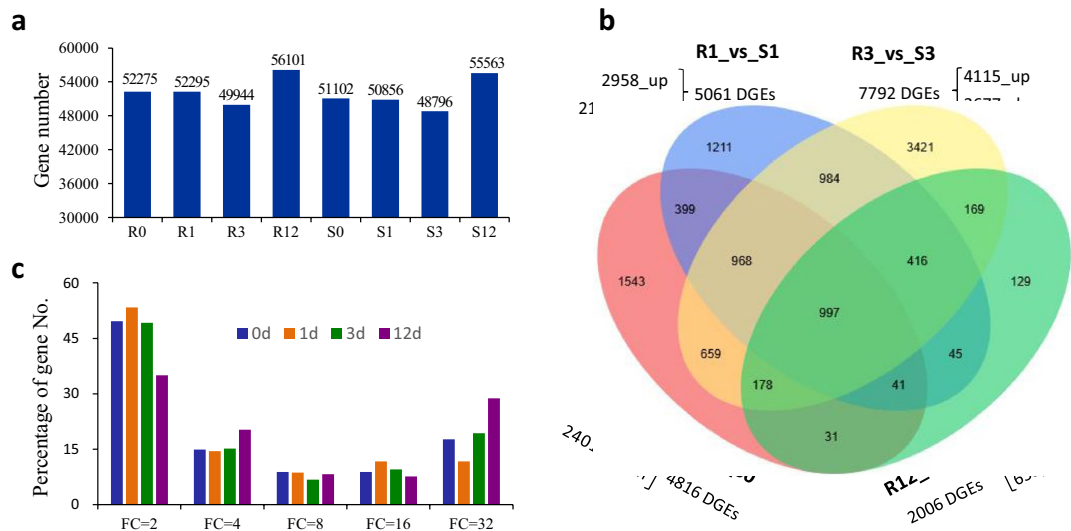 a
60000
54000
48000
42000
36000
30000
Gene number
52275
52295
49944
56101
51102
50856
48796
55563
R0
R1
R3
R12
S0
S1
S3
S12
b
R1_vs_S1
R3_vs_S3
2958_up
5061 DGEs
7792 DGEs
4115_up
21
1211
3421
984
399
169
968
416
1543
129
997
659
45
178
41
31
240
4816 DGEs
R12_
2006 DGEs
c
60
45
30
15
0
Percentage of gene No.
0d 1d 3d 12d
FC=2
FC=4
FC=8
FC=16
FC=32